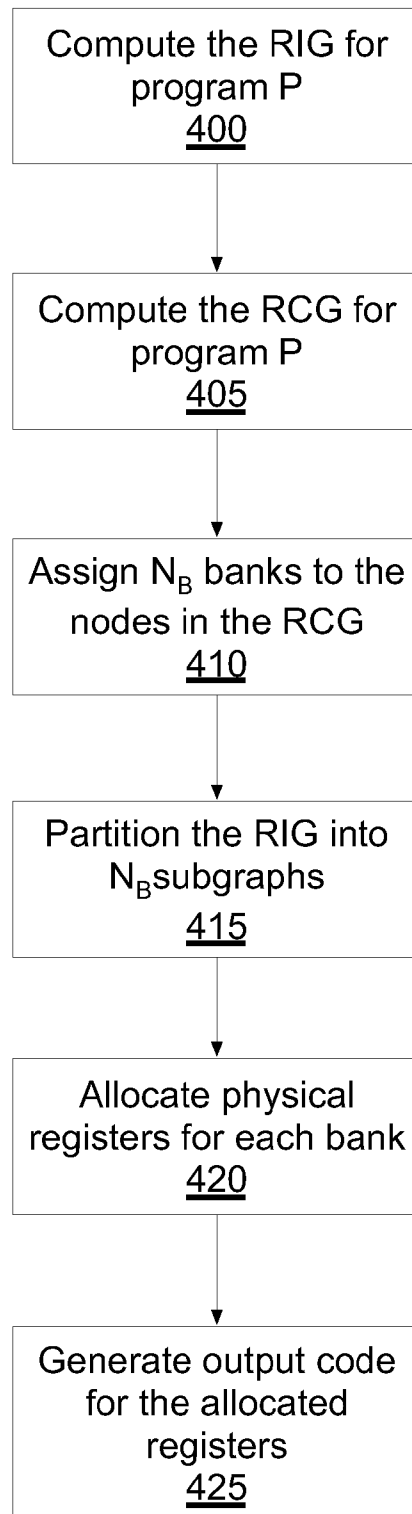 Compute the RIG for
program P
400
Compute the RCG for
program P
405
Assign N_B banks to the
nodes in the RCG
410
Partition the RIG into
N_Bsubgraphs
415
Allocate physical
registers for each bank
420
Generate output code
for the allocated
registers
425